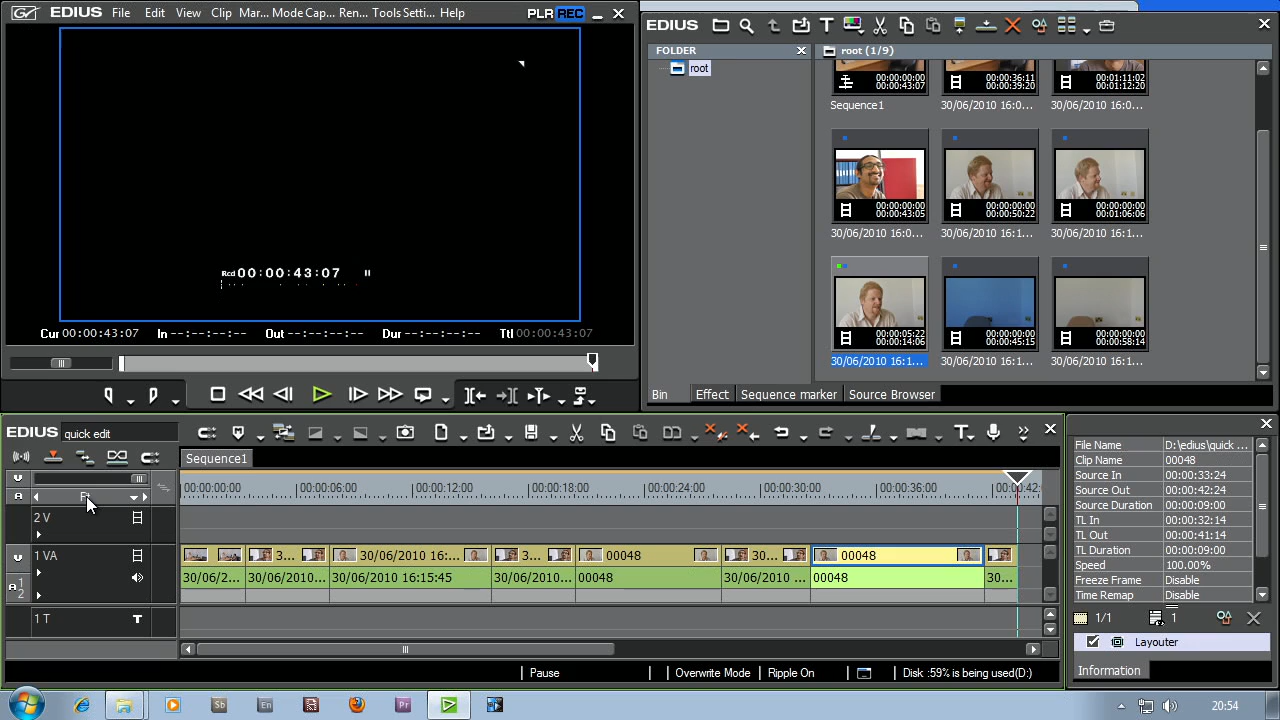 EDIUS File Edit View Clip Mar... Mode Cap... Ren... Tools Setti... Help PLR REC
Rcd 00:00:43:07
Cur 00:00:43:07 In --:--:--:-- Out --:--:--:-- Dur --:--:--:-- Ttl 00:00:43:07
EDIUS
FOLDER
root
root (1/9)
00:00:00:00
00:00:43:07
00:00:36:11
00:00:39:20
00:01:11:02
00:01:12:20
Sequence1
30/06/2010 16:0...
30/06/2010 16:0...
00:00:00:00
00:00:43:05
00:00:00:00
00:00:50:22
00:00:00:00
00:01:06:06
30/06/2010 16:0...
30/06/2010 16:1...
30/06/2010 16:1...
00:00:05:22
00:00:14:06
00:00:00:00
00:00:45:15
00:00:00:00
00:00:58:14
30/06/2010 16:1...
30/06/2010 16:1...
30/06/2010 16:1...
Bin Effect Sequence marker Source Browser
EDIUS quick edit
Sequence1
00:00:00:00 00:00:06:00 00:00:12:00 00:00:18:00 00:00:24:00 00:00:30:00 00:00:36:00 00:00:42:0
2 V
1 VA
3... 30/06/2010 16:... 3... 00048 30... 00048
1
2
30/06/2... 30/06/2010... 30/06/2010 16:15:45 30/06/2010... 00048 30/06/2010 ... 00048 30...
1 T
Pause Overwrite Mode Ripple On Disk :59% is being used(D:)
File Name D:\edius\quick ...
Clip Name 00048
Source In 00:00:33:24
Source Out 00:00:42:24
Source Duration 00:00:09:00
TL In 00:00:32:14
TL Out 00:00:41:14
TL Duration 00:00:09:00
Speed 100.00%
Freeze Frame Disable
Time Remap Disable
1/1 1
Layouter
Information
Sb En Pr
20:54